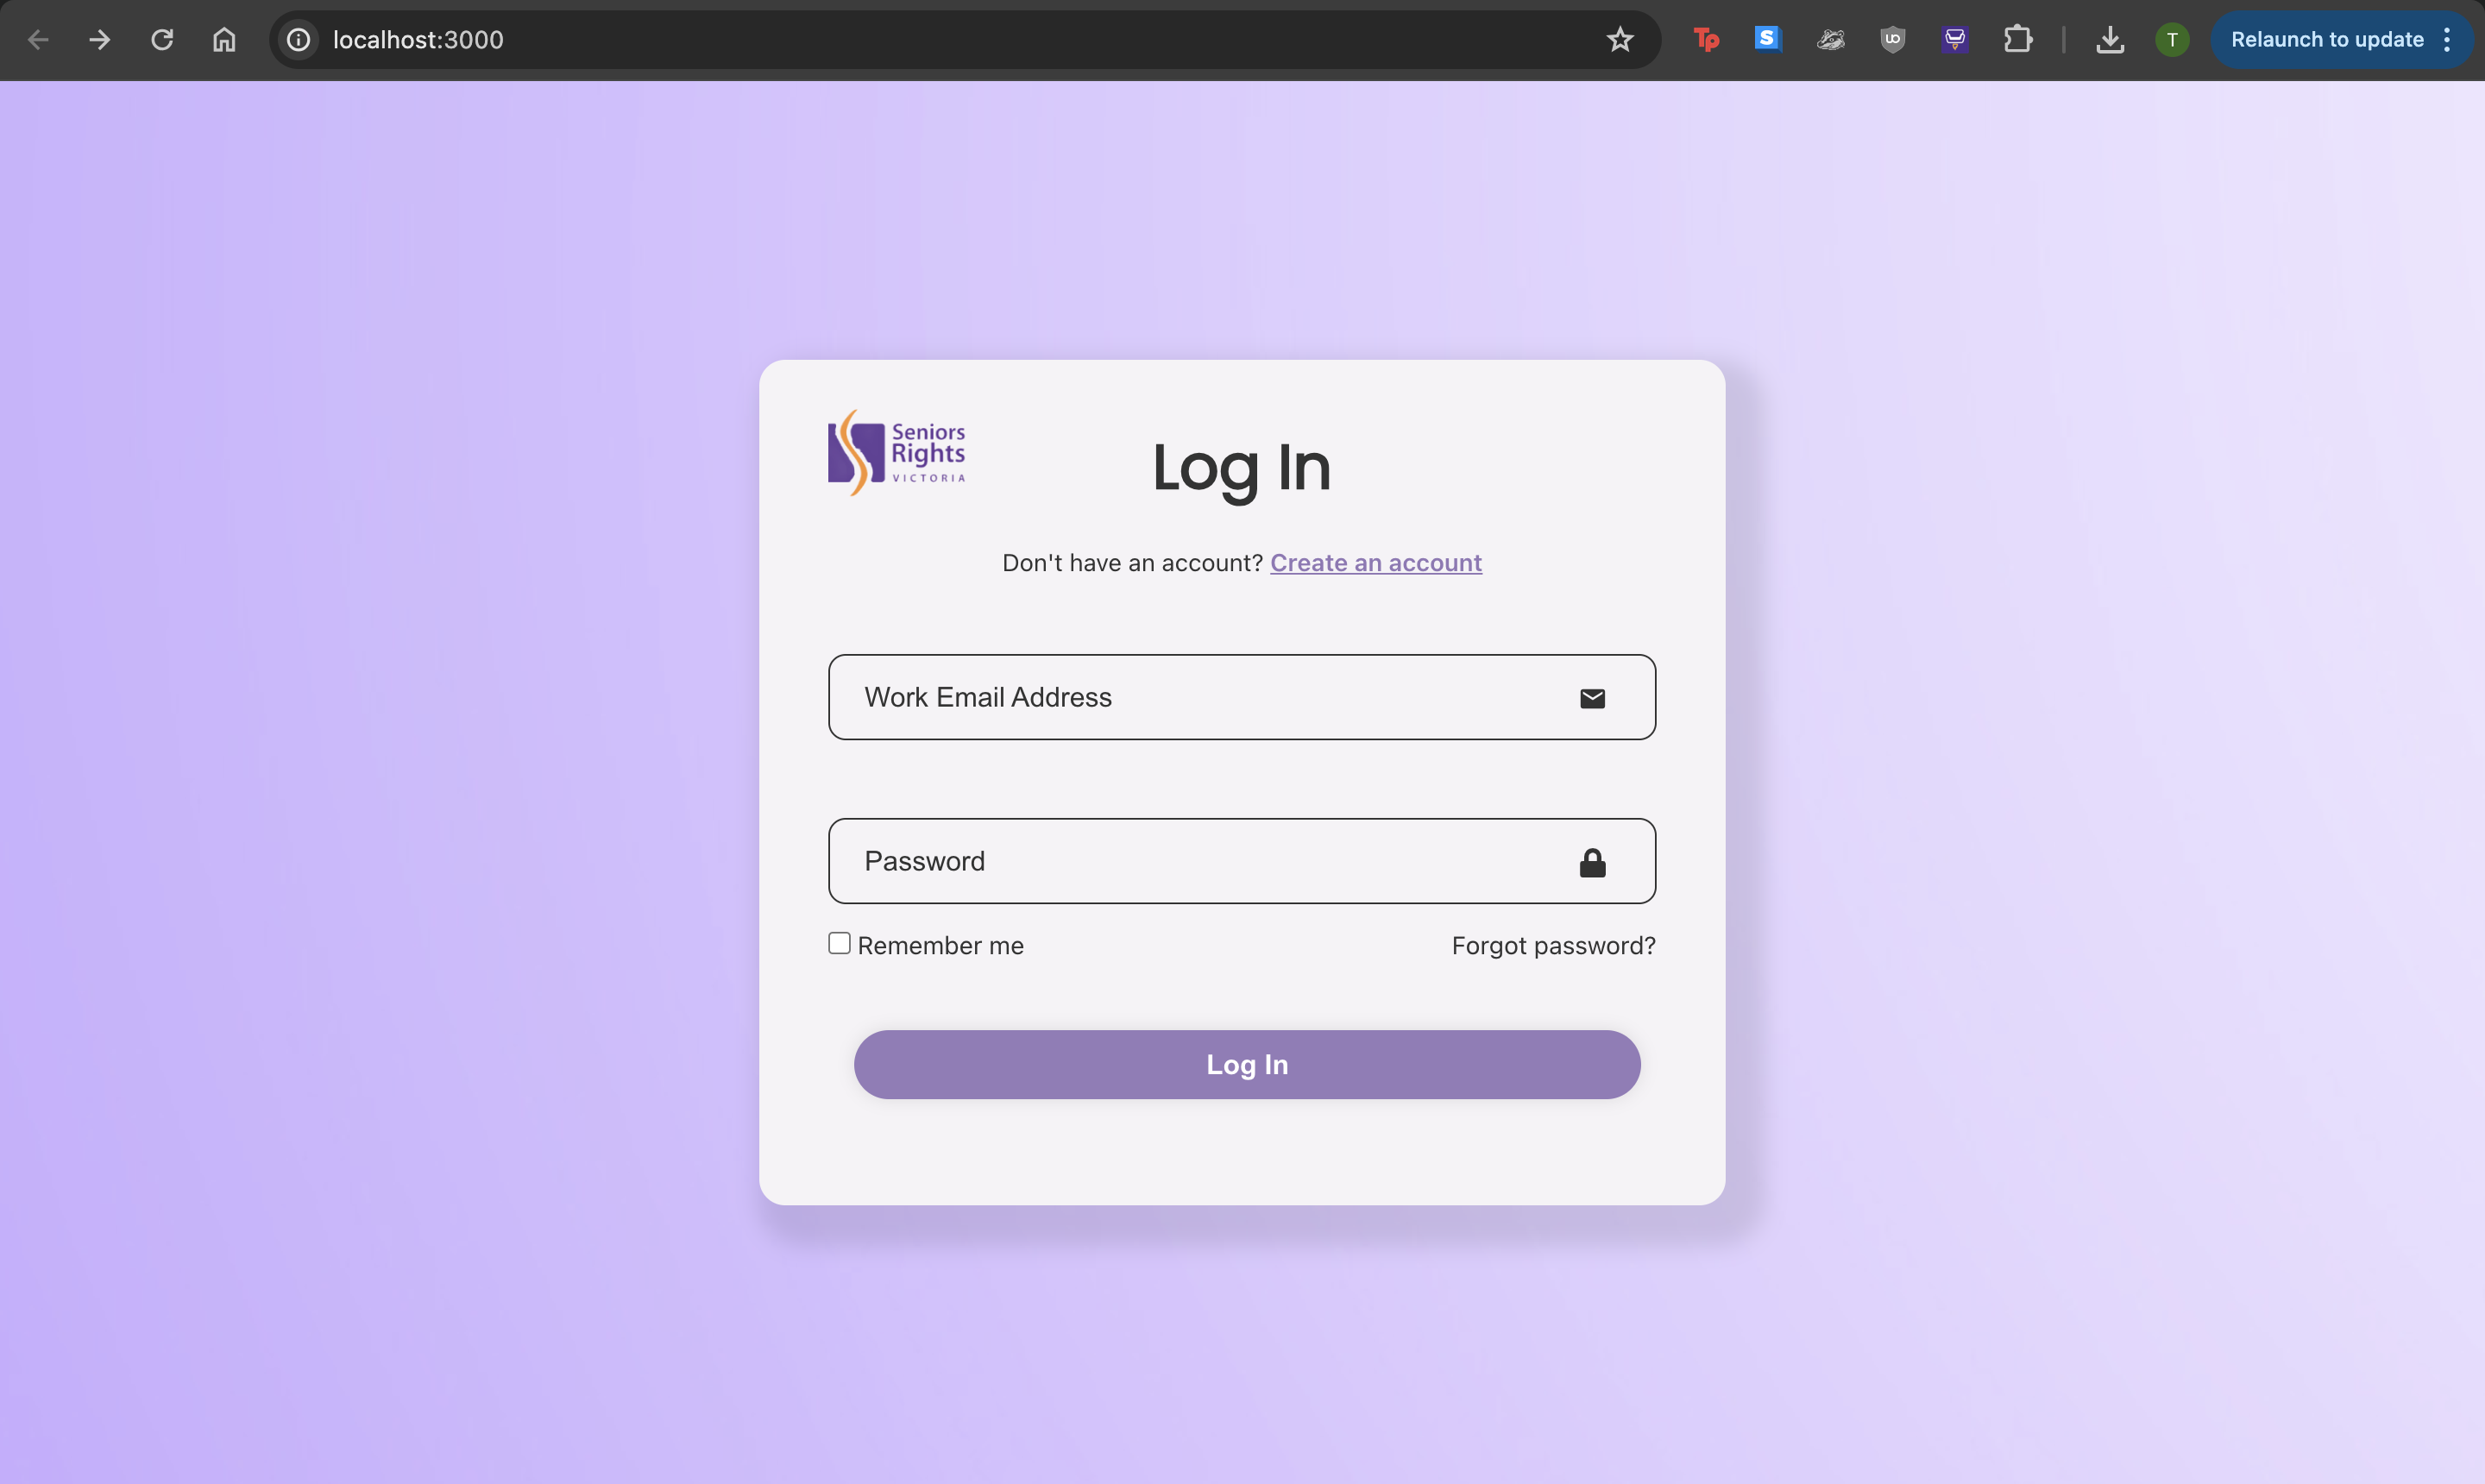 localhost:3000
Tp
S
UO
T
Relaunch to update
Seniors
Rights
VICTORIA
Log In
Don't have an account? Create an account
Work Email Address
Password
Remember me
Forgot password?
Log In